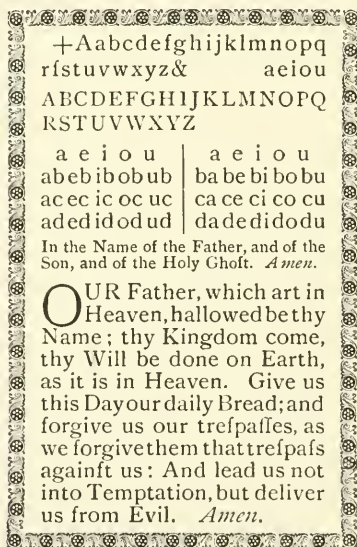 +Aabcdefghijklmnopq
rſstuvwxyz& aeiou
ABCDEFGHIJKLMNOPQ
RSTUVWXYZ
a e i o u | a e i o u
ab eb ib ob ub | ba be bi bo bu
ac ec ic oc uc | ca ce ci co cu
ad ed id od ud | da de di do du
In the Name of the Father, and of the
Son, and of the Holy Ghoſt. Amen.
OUR Father, which art in
Heaven, hallowed be thy
Name; thy Kingdom come,
thy Will be done on Earth,
as it is in Heaven. Give us
this Day our daily Bread; and
forgive us our treſpaſſes, as
we forgive them that treſpaſs
againſt us: And lead us not
into Temptation, but deliver
us from Evil. Amen.